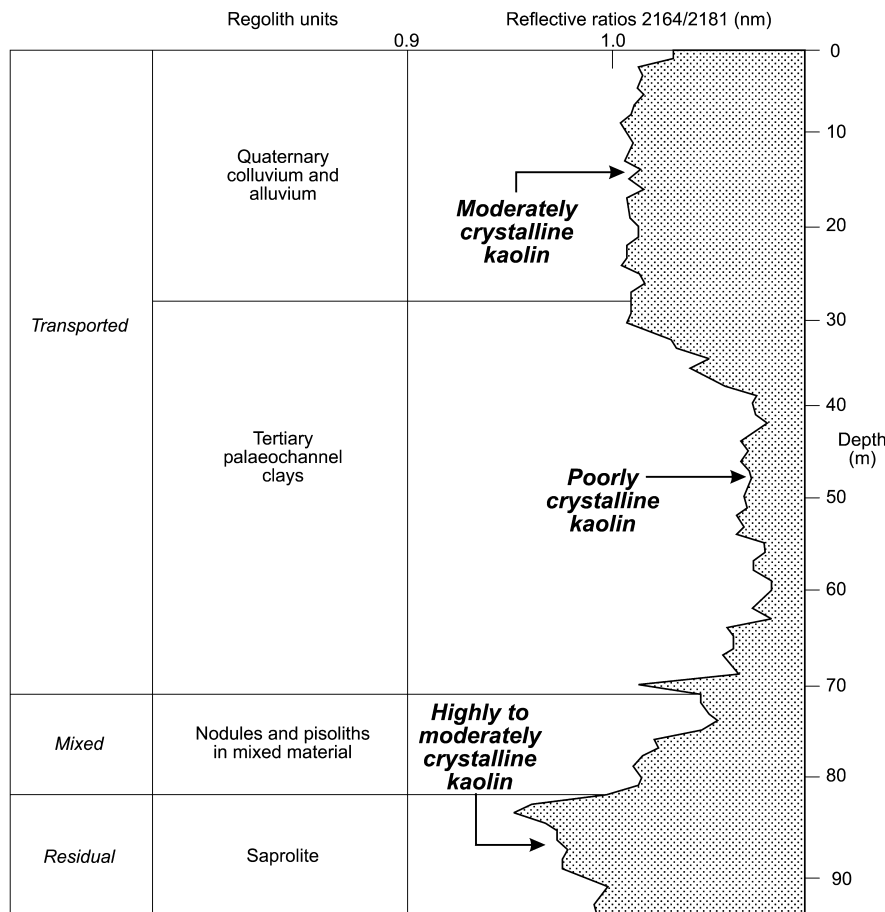 Regolith units
Reflective ratios 2164/2181 (nm)
0.9
1.0
0
10
Quaternary
colluvium and
alluvium
Moderately
crystalline
kaolin
20
Transported
30
40
Tertiary
palaeochannel
clays
Depth
(m)
Poorly
crystalline
kaolin
50
60
70
Mixed
Nodules and pisoliths
in mixed material
Highly to
moderately
crystalline
kaolin
80
Residual
Saprolite
90